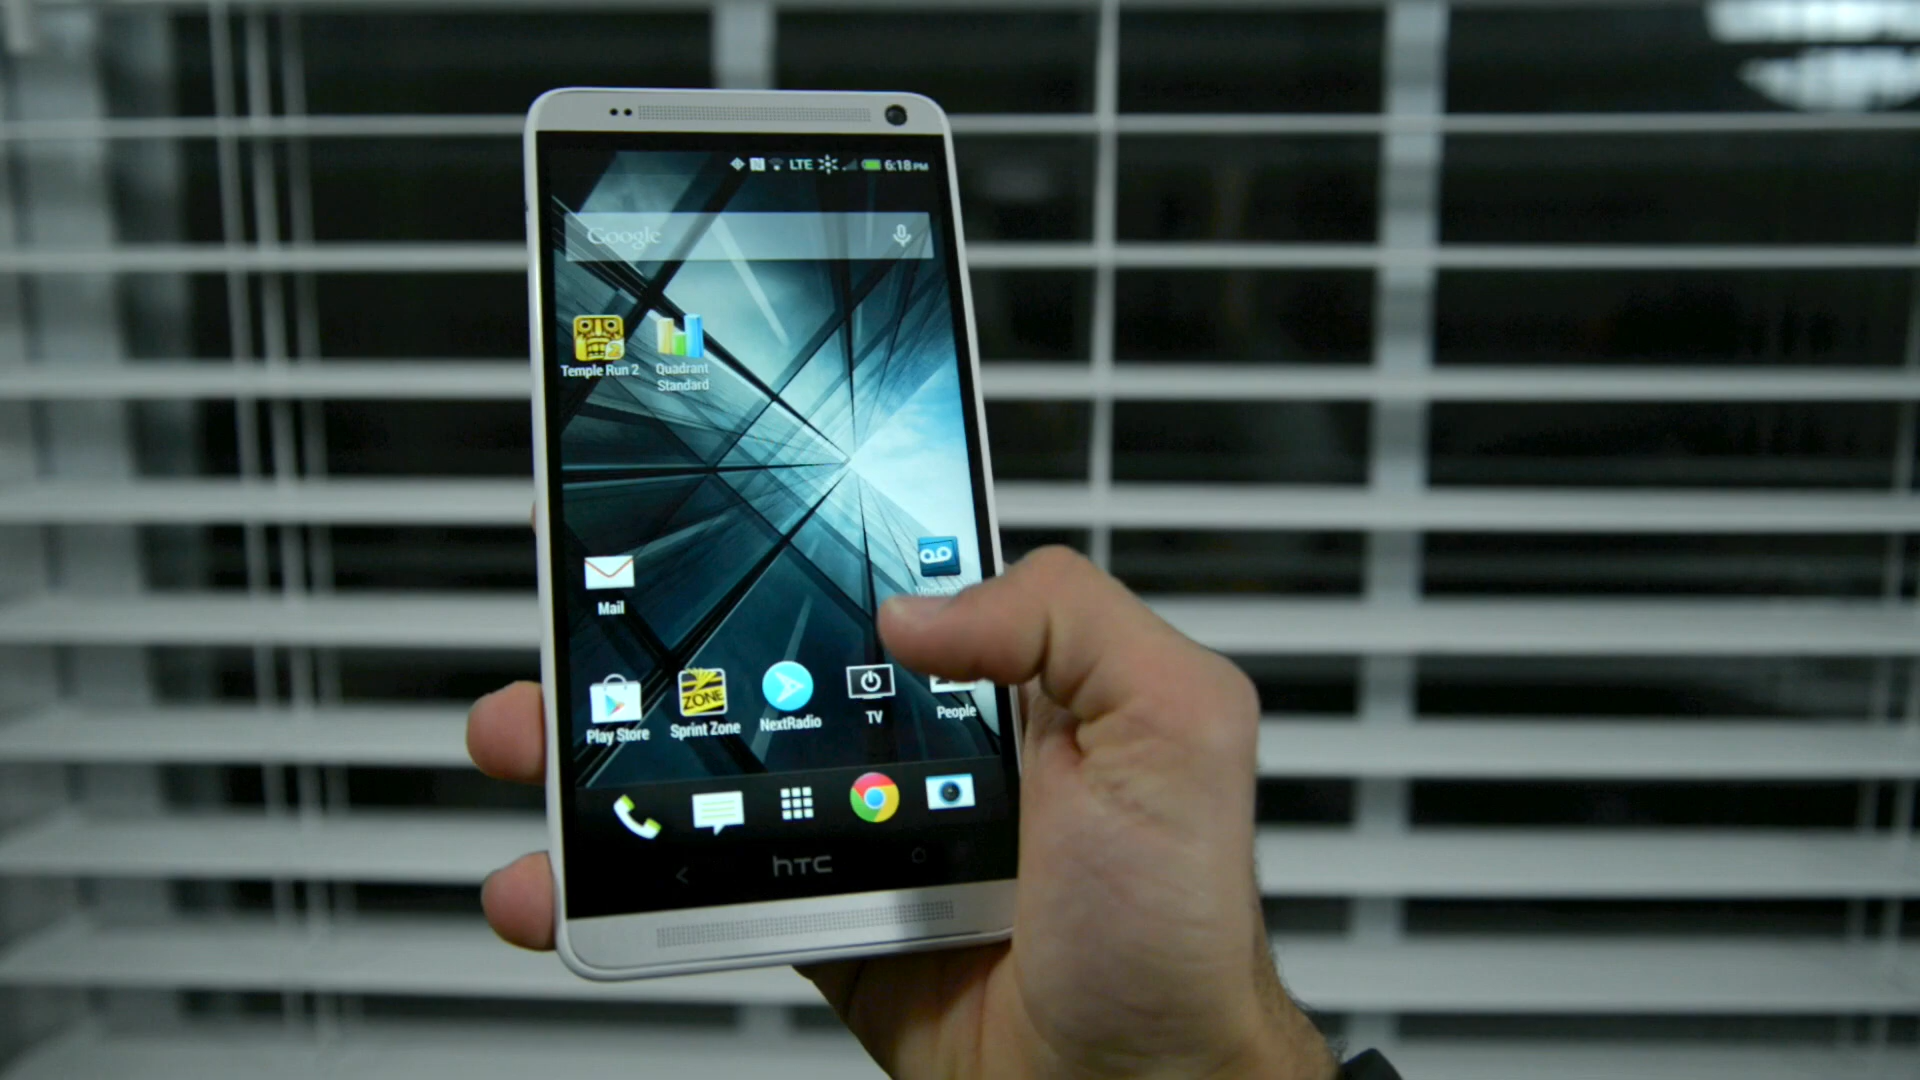 LTE 6:18 PM
Google
Temple Run 2
Quadrant
Standard
Mail
Play Store
ZONE
Sprint Zone
NextRadio
TV
People
hTC